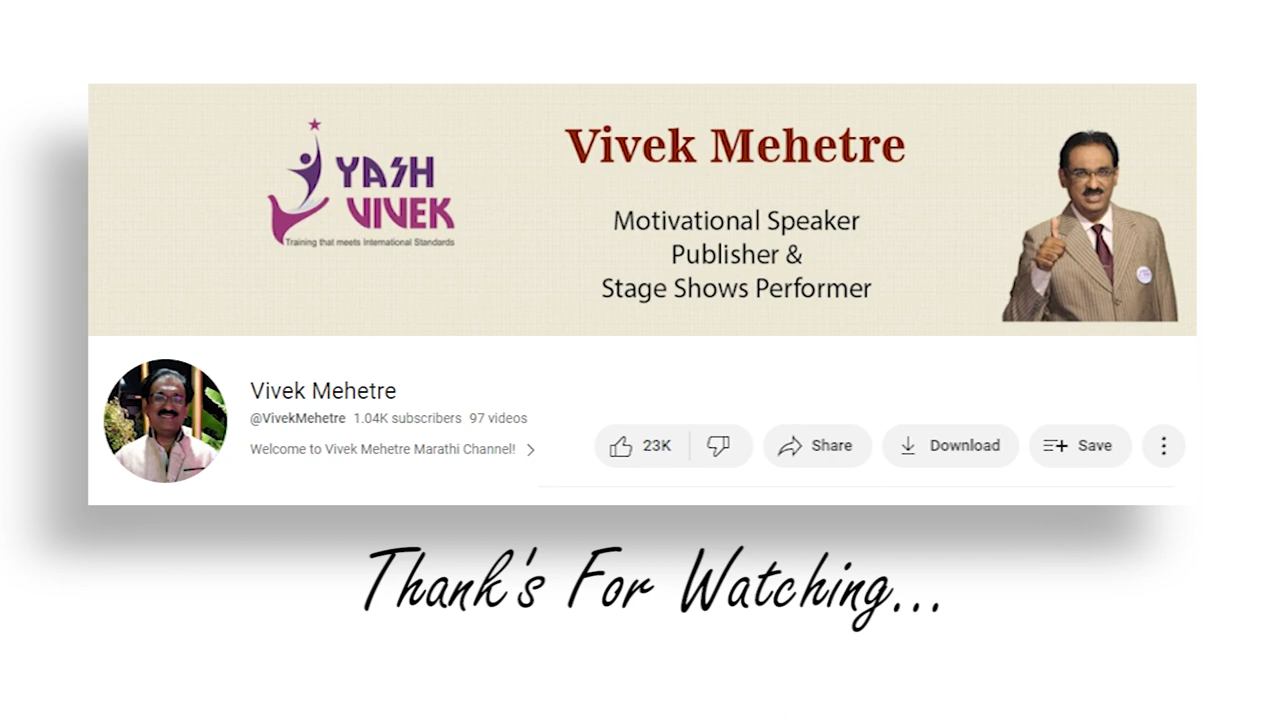 YASH
VIVEK
Training that meets International Standards
Vivek Mehetre
Motivational Speaker
Publisher &
Stage Shows Performer
Vivek Mehetre
@VivekMehetre 1.04K subscribers 97 videos
Welcome to Vivek Mehetre Marathi Channel!
23K Share Download Save
Thank's For Watching...